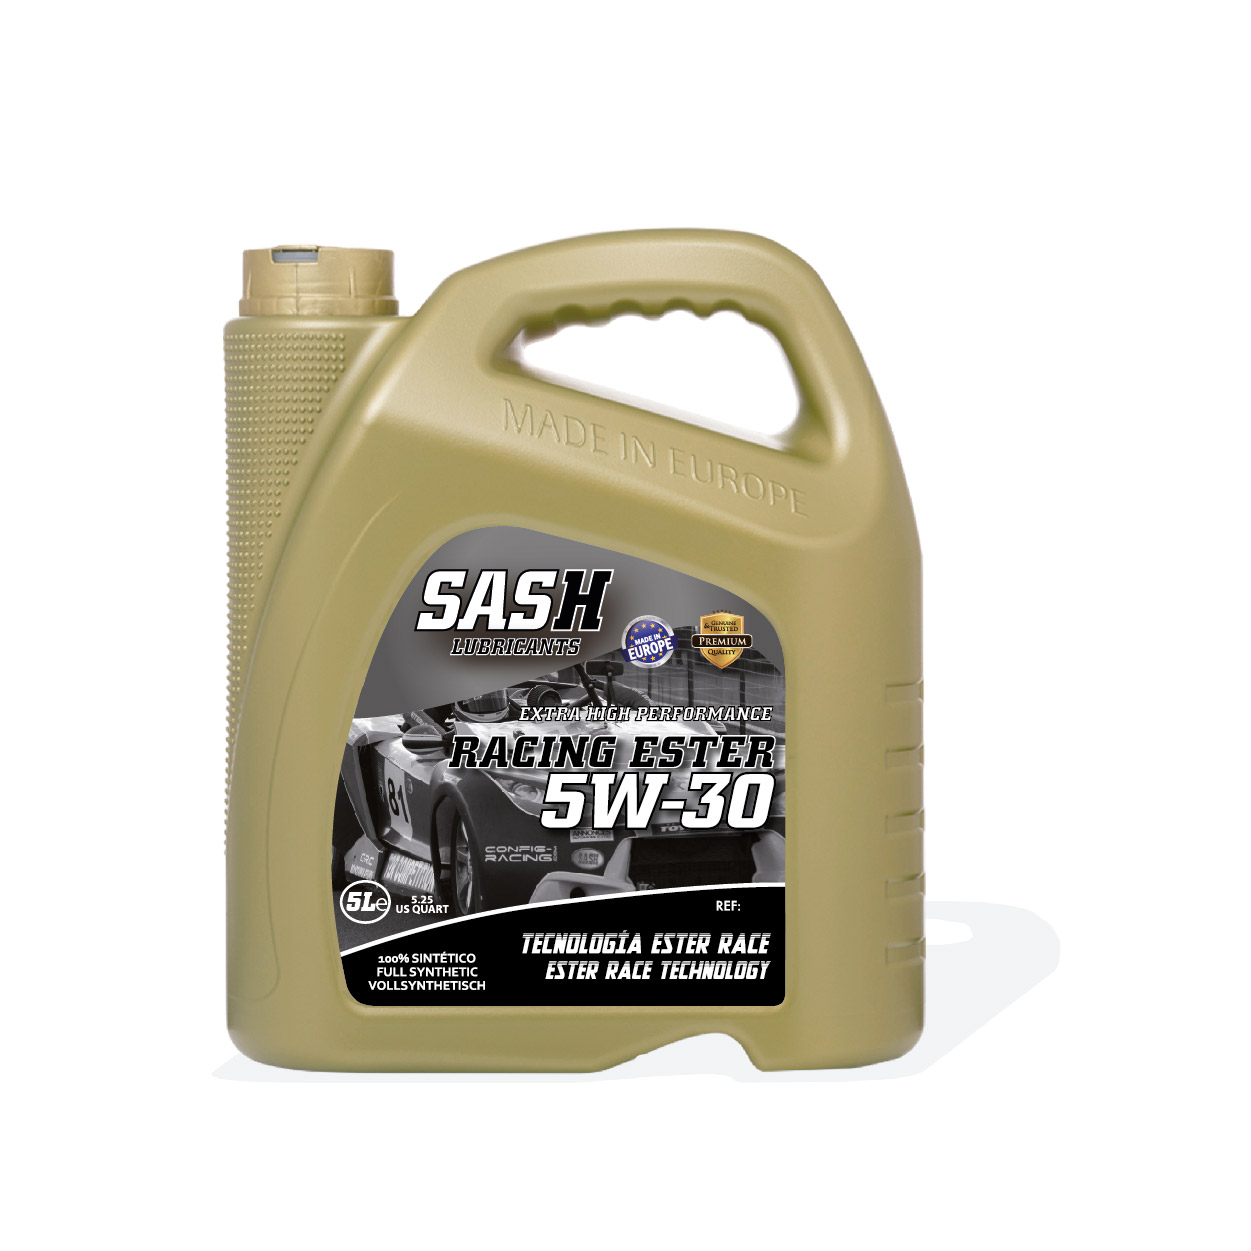 MADE IN EUROPE
SASH
LUBRICANTS
MADE IN
EUROPE
GENUINE
& TRUSTED
PREMIUM
QUALITY
EXTRA HIGH PERFORMANCE
RACING ESTER
5W-30
81
CONFIG-
RACING
SASH
5Le
5.25
US QUART
REF:
100% SINTÉTICO
FULL SYNTHETIC
VOLLSYNTHETISCH
TECNOLOGÍA ESTER RACE
ESTER RACE TECHNOLOGY